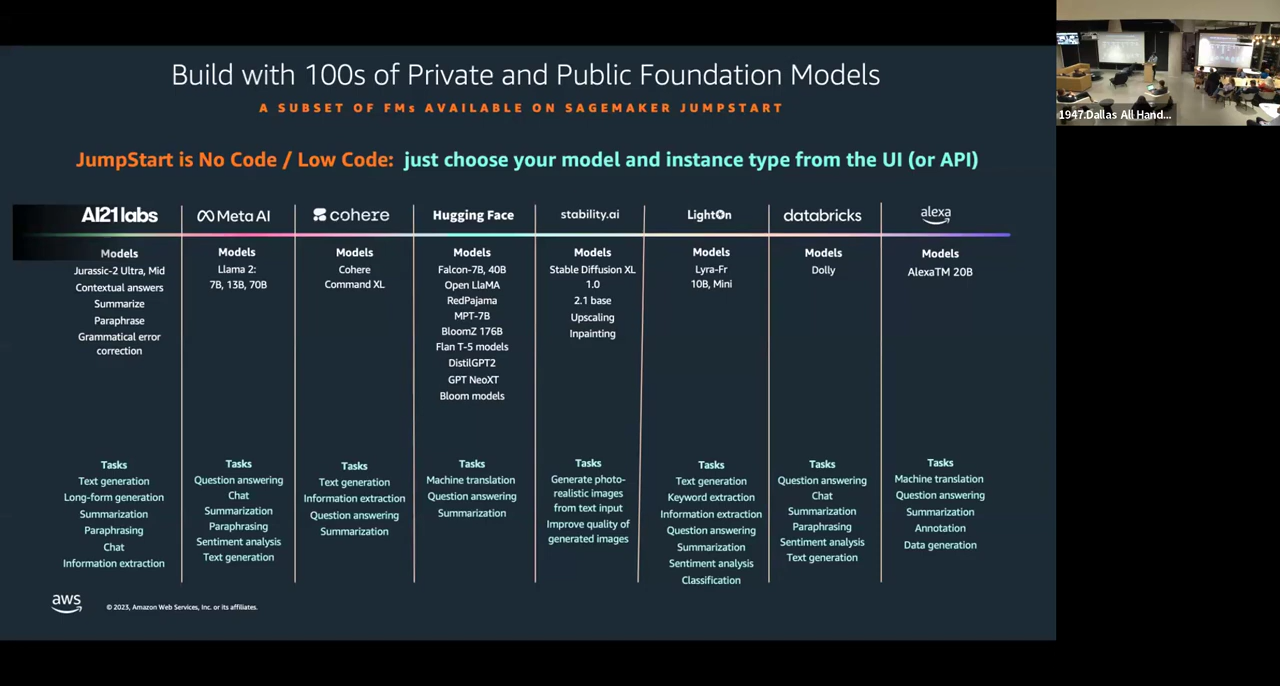 Build with 100s of Private and Public Foundation Models
A SUBSET OF FMs AVAILABLE ON SAGEMAKER JUMPSTART
JumpStart is No Code / Low Code: just choose your model and instance type from the UI (or API)
AI21labs
Models
Jurassic-2 Ultra, Mid
Contextual answers
Summarize
Paraphrase
Grammatical error
correction
Tasks
Text generation
Long-form generation
Summarization
Paraphrasing
Chat
Information extraction
Meta AI
Models
Llama 2:
7B, 13B, 70B
Tasks
Question answering
Chat
Summarization
Paraphrasing
Sentiment analysis
Text generation
cohere
Models
Cohere
Command XL
Tasks
Text generation
Information extraction
Question answering
Summarization
Hugging Face
Models
Falcon-7B, 40B
Open LLaMA
RedPajama
MPT-7B
BloomZ 176B
Flan T-5 models
DistilGPT2
GPT NeoXT
Bloom models
Tasks
Machine translation
Question answering
Summarization
stability.ai
Models
Stable Diffusion XL
1.0
2.1 base
Upscaling
Inpainting
Tasks
Generate photo-
realistic images
from text input
Improve quality of
generated images
LightOn
Models
Lyra-Fr
10B, Mini
Tasks
Text generation
Keyword extraction
Information extraction
Question answering
Summarization
Sentiment analysis
Classification
databricks
Models
Dolly
Tasks
Question answering
Chat
Summarization
Paraphrasing
Sentiment analysis
Text generation
alexa
Models
AlexaTM 20B
Tasks
Machine translation
Question answering
Summarization
Annotation
Data generation
aws
© 2023, Amazon Web Services, Inc. or its affiliates.
1947.Dallas All Hand...